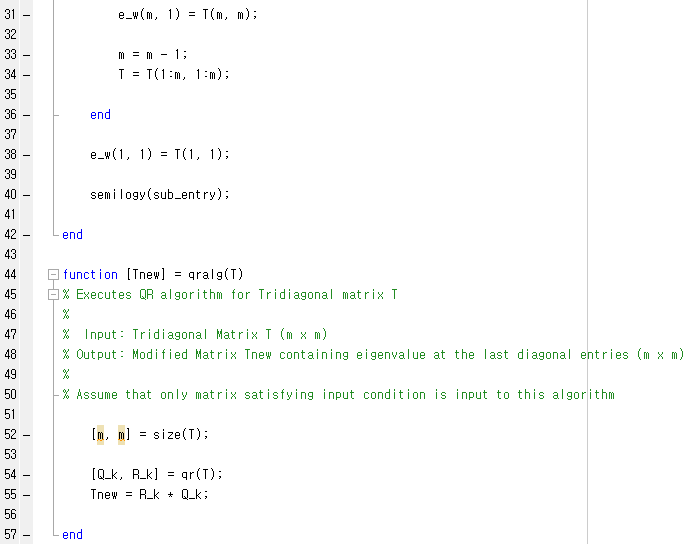 31 –         e_w(m, 1) = T(m, m);
32
33 –         m = m - 1;
34 –         T = T(1:m, 1:m);
35
36 –     end
37
38 –     e_w(1, 1) = T(1, 1);
39
40 –     semilogy(sub_entry);
41
42 – end
43
44 function [Tnew] = qralg(T)
45 % Executes QR algorithm for Tridiagonal matrix T
46 %
47 %  Input: Tridiagonal Matrix T (m x m)
48 % Output: Modified Matrix Tnew containing eigenvalue at the last diagonal entries (m x m)
49 %
50 % Assume that only matrix satisfying input condition is input to this algorithm
51
52 –     [m, m] = size(T);
53
54 –     [Q_k, R_k] = qr(T);
55 –     Tnew = R_k * Q_k;
56
57 – end